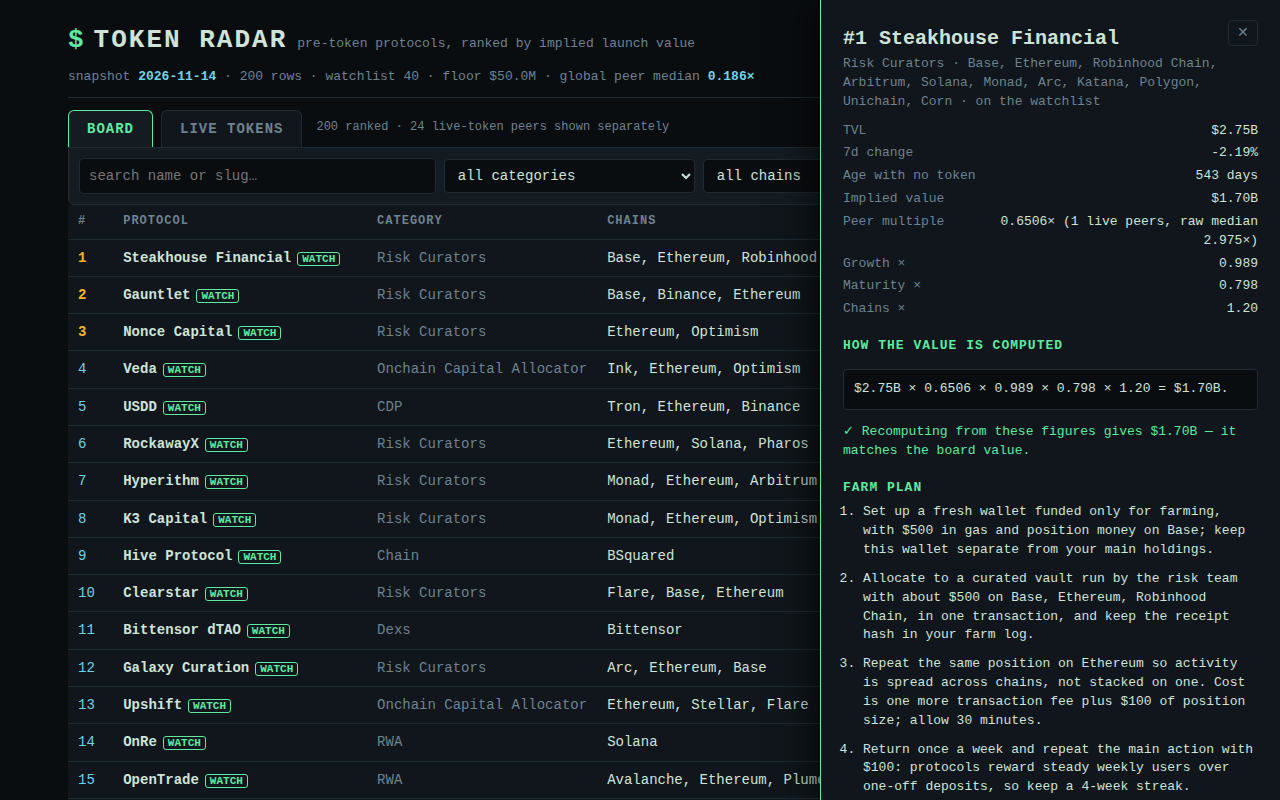 $ TOKEN RADAR pre-token protocols, ranked by implied launch value
snapshot 2026-11-14 · 200 rows · watchlist 40 · floor $50.0M · global peer median 0.186×
BOARD
LIVE TOKENS
200 ranked · 24 live-token peers shown separately
search name or slug…
all categories
all chains
# PROTOCOL CATEGORY CHAINS
1 Steakhouse Financial WATCH Risk Curators Base, Ethereum, Robinhood
2 Gauntlet WATCH Risk Curators Base, Binance, Ethereum
3 Nonce Capital WATCH Risk Curators Ethereum, Optimism
4 Veda WATCH Onchain Capital Allocator Ink, Ethereum, Optimism
5 USDD WATCH CDP Tron, Ethereum, Binance
6 RockawayX WATCH Risk Curators Ethereum, Solana, Pharos
7 Hyperithm WATCH Risk Curators Monad, Ethereum, Arbitrum
8 K3 Capital WATCH Risk Curators Monad, Ethereum, Optimism
9 Hive Protocol WATCH Chain BSquared
10 Clearstar WATCH Risk Curators Flare, Base, Ethereum
11 Bittensor dTAO WATCH Dexs Bittensor
12 Galaxy Curation WATCH Risk Curators Arc, Ethereum, Base
13 Upshift WATCH Onchain Capital Allocator Ethereum, Stellar, Flare
14 OnRe WATCH RWA Solana
15 OpenTrade WATCH RWA Avalanche, Ethereum, Plume
#1 Steakhouse Financial
✕
Risk Curators · Base, Ethereum, Robinhood Chain,
Arbitrum, Solana, Monad, Arc, Katana, Polygon,
Unichain, Corn · on the watchlist
TVL $2.75B
7d change -2.19%
Age with no token 543 days
Implied value $1.70B
Peer multiple 0.6506× (1 live peers, raw median
2.975×)
Growth × 0.989
Maturity × 0.798
Chains × 1.20
HOW THE VALUE IS COMPUTED
$2.75B × 0.6506 × 0.989 × 0.798 × 1.20 = $1.70B.
✓ Recomputing from these figures gives $1.70B — it
matches the board value.
FARM PLAN
1. Set up a fresh wallet funded only for farming,
with $500 in gas and position money on Base; keep
this wallet separate from your main holdings.
2. Allocate to a curated vault run by the risk team
with about $500 on Base, Ethereum, Robinhood
Chain, in one transaction, and keep the receipt
hash in your farm log.
3. Repeat the same position on Ethereum so activity
is spread across chains, not stacked on one. Cost
is one more transaction fee plus $100 of position
size; allow 30 minutes.
4. Return once a week and repeat the main action with
$100: protocols reward steady weekly users over
one-off deposits, so keep a 4-week streak.